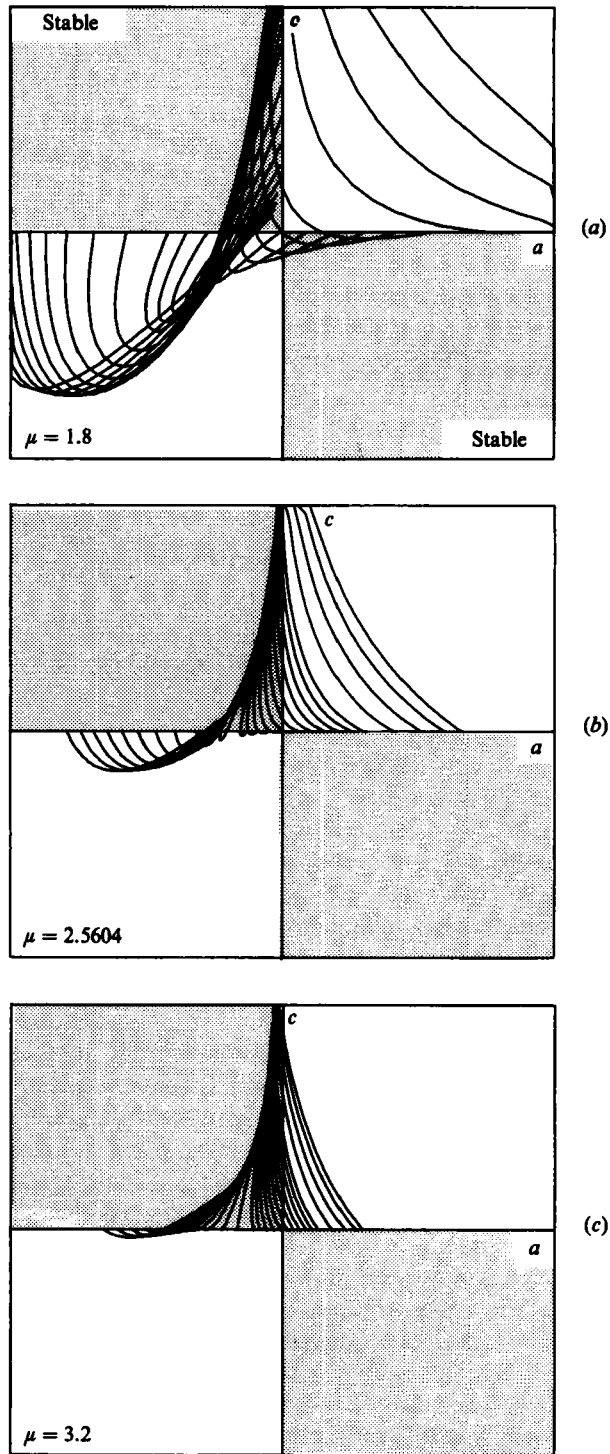 Stable
c
(a)
a
μ = 1.8
Stable
c
a
(b)
μ = 2.5604
c
a
(c)
μ = 3.2